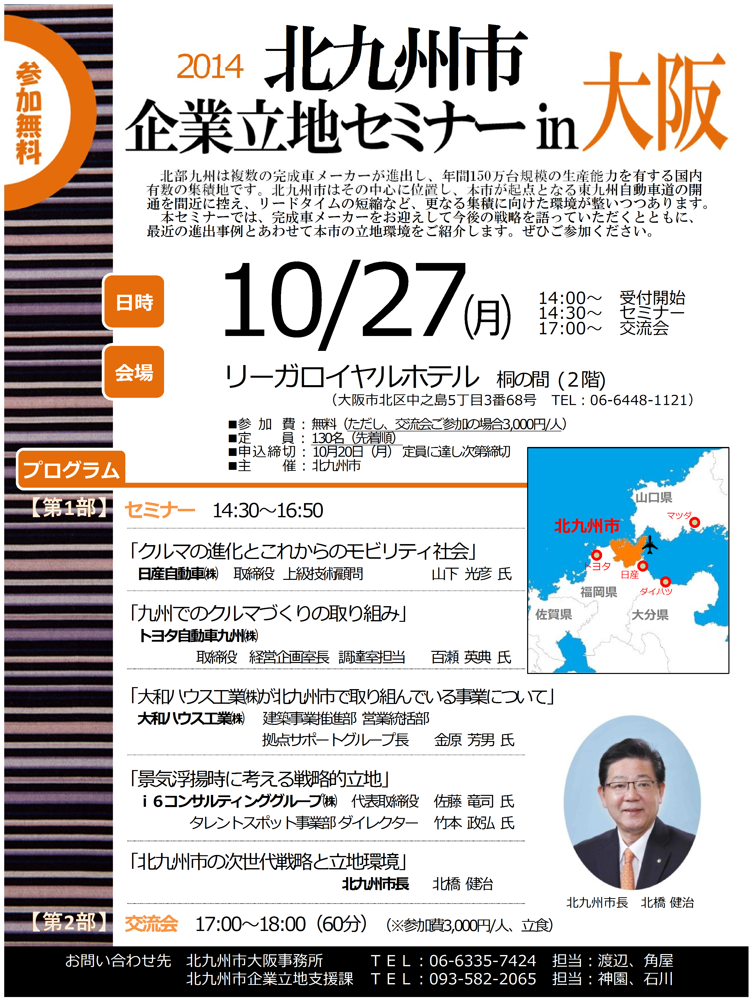 参加無料
2014 北九州市
企業立地セミナー in 大阪
北部九州は複数の完成車メーカーが進出し、年間150万台規模の生産能力を有する国内
有数の集積地です。北九州市はその中心に位置し、本市が起点となる東九州自動車道の開
通を間近に控え、リードタイムの短縮など、更なる集積に向けた環境が整いつつあります。
本セミナーでは、完成車メーカーをお迎えして今後の戦略を語っていただくとともに、
最近の進出事例とあわせて本市の立地環境をご紹介します。ぜひご参加ください。
日時
10/27(月)
14:00～ 受付開始
14:30～ セミナー
17:00～ 交流会
会場
リーガロイヤルホテル 桐の間（２階）
（大阪市北区中之島5丁目3番68号 TEL：06-6448-1121）
■参加費：無料（ただし、交流会ご参加の場合3,000円/人）
■定員：130名（先着順）
■申込締切：10月20日（月） 定員に達し次第締切
■主催：北九州市
プログラム
【第1部】 セミナー 14:30～16:50
「クルマの進化とこれからのモビリティ社会」
日産自動車㈱ 取締役 上級技術顧問 山下 光彦 氏
「九州でのクルマづくりの取り組み」
トヨタ自動車九州㈱
取締役 経営企画室長 調達室担当 百瀬 英典 氏
「大和ハウス工業㈱が北九州市で取り組んでいる事業について」
大和ハウス工業㈱ 建築事業推進部 営業統括部
拠点サポートグループ長 金原 芳男 氏
「景気浮揚時に考える戦略的立地」
ｉ６コンサルティンググループ㈱ 代表取締役 佐藤 竜司 氏
タレントスポット事業部 ダイレクター 竹本 政弘 氏
「北九州市の次世代戦略と立地環境」
北九州市長 北橋 健治
山口県
マツダ
北九州市
トヨタ
日産
ダイハツ
福岡県
佐賀県
大分県
北九州市長 北橋 健治
【第2部】 交流会 17:00～18:00（60分）（※参加費3,000円/人、立食）
お問い合わせ先 北九州市大阪事務所 ＴＥＬ：06-6335-7424 担当：渡辺、角屋
北九州市企業立地支援課 ＴＥＬ：093-582-2065 担当：神園、石川